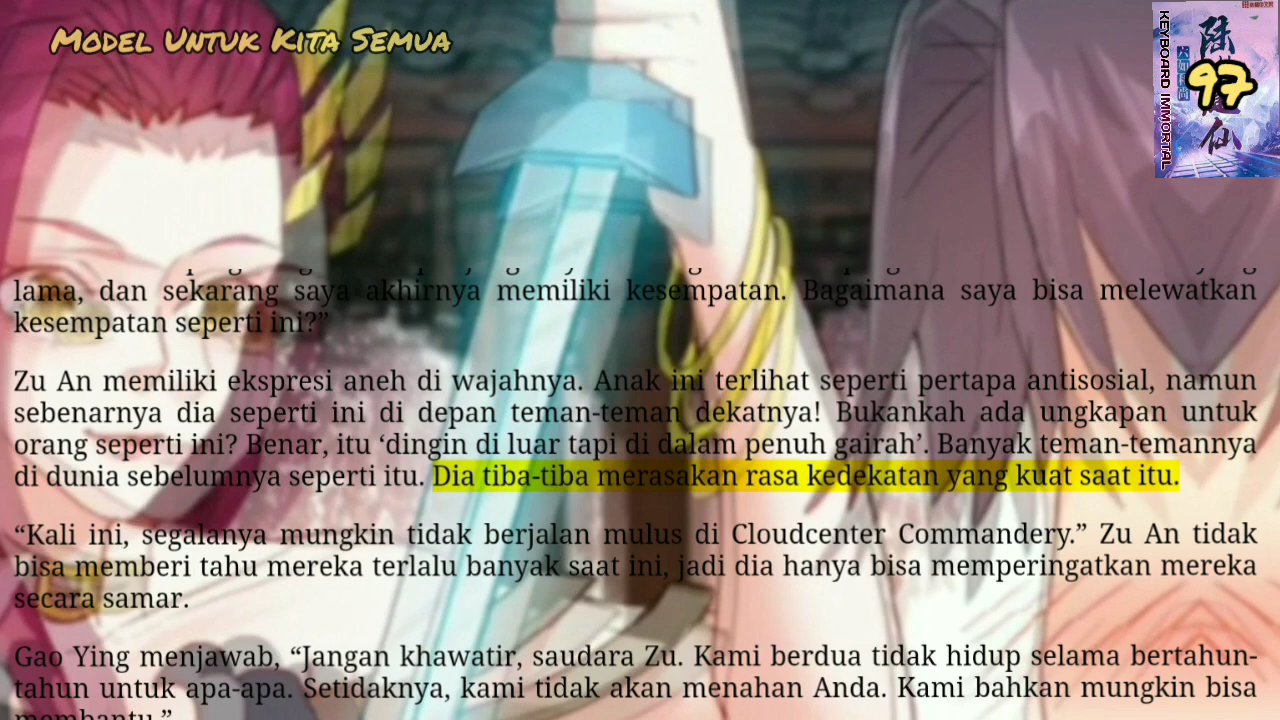 Model Untuk Kita Semua
KEYBOARD IMMORTAL
97
lama, dan sekarang saya akhirnya memiliki kesempatan. Bagaimana saya bisa melewatkan
kesempatan seperti ini?”
Zu An memiliki ekspresi aneh di wajahnya. Anak ini terlihat seperti pertapa antisosial, namun
sebenarnya dia seperti ini di depan teman-teman dekatnya! Bukankah ada ungkapan untuk
orang seperti ini? Benar, itu ‘dingin di luar tapi di dalam penuh gairah’. Banyak teman-temannya
di dunia sebelumnya seperti itu. Dia tiba-tiba merasakan rasa kedekatan yang kuat saat itu.
“Kali ini, segalanya mungkin tidak berjalan mulus di Cloudcenter Commandery.” Zu An tidak
bisa memberi tahu mereka terlalu banyak saat ini, jadi dia hanya bisa memperingatkan mereka
secara samar.
Gao Ying menjawab, “Jangan khawatir, saudara Zu. Kami berdua tidak hidup selama bertahun-
tahun untuk apa-apa. Setidaknya, kami tidak akan menahan Anda. Kami bahkan mungkin bisa
membantu.”